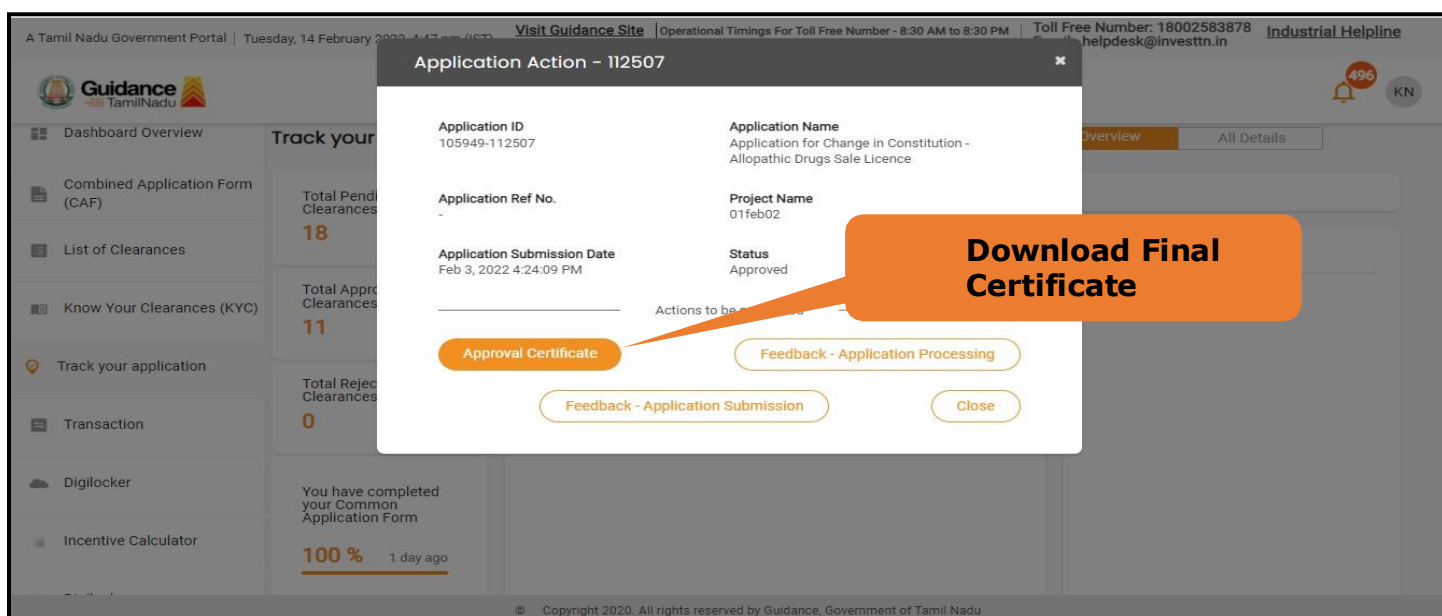 A Tamil Nadu Government Portal | Tuesday, 14 February
Visit Guidance Site | Operational Timings For Toll Free Number - 8:30 AM to 8:30 PM | Toll Free Number: 18002583878
helpdesk@investtn.in
Industrial Helpline
Guidance
TamilNadu
496
KN
Application Action - 112507
×
Dashboard Overview
Combined Application Form
(CAF)
List of Clearances
Know Your Clearances (KYC)
Track your application
Transaction
Digilocker
Incentive Calculator
Track your
Total Pendi
Clearances
18
Total Appro
Clearances
11
Total Rejec
Clearances
0
You have completed
your Common
Application Form
100 % 1 day ago
Application ID
105949-112507
Application Name
Application for Change in Constitution -
Allopathic Drugs Sale Licence
Application Ref No.
-
Project Name
01feb02
Application Submission Date
Feb 3, 2022 4:24:09 PM
Status
Approved
Actions to be
Approval Certificate
Feedback - Application Processing
Feedback - Application Submission
Close
Overview
All Details
Download Final
Certificate
© Copyright 2020. All rights reserved by Guidance, Government of Tamil Nadu